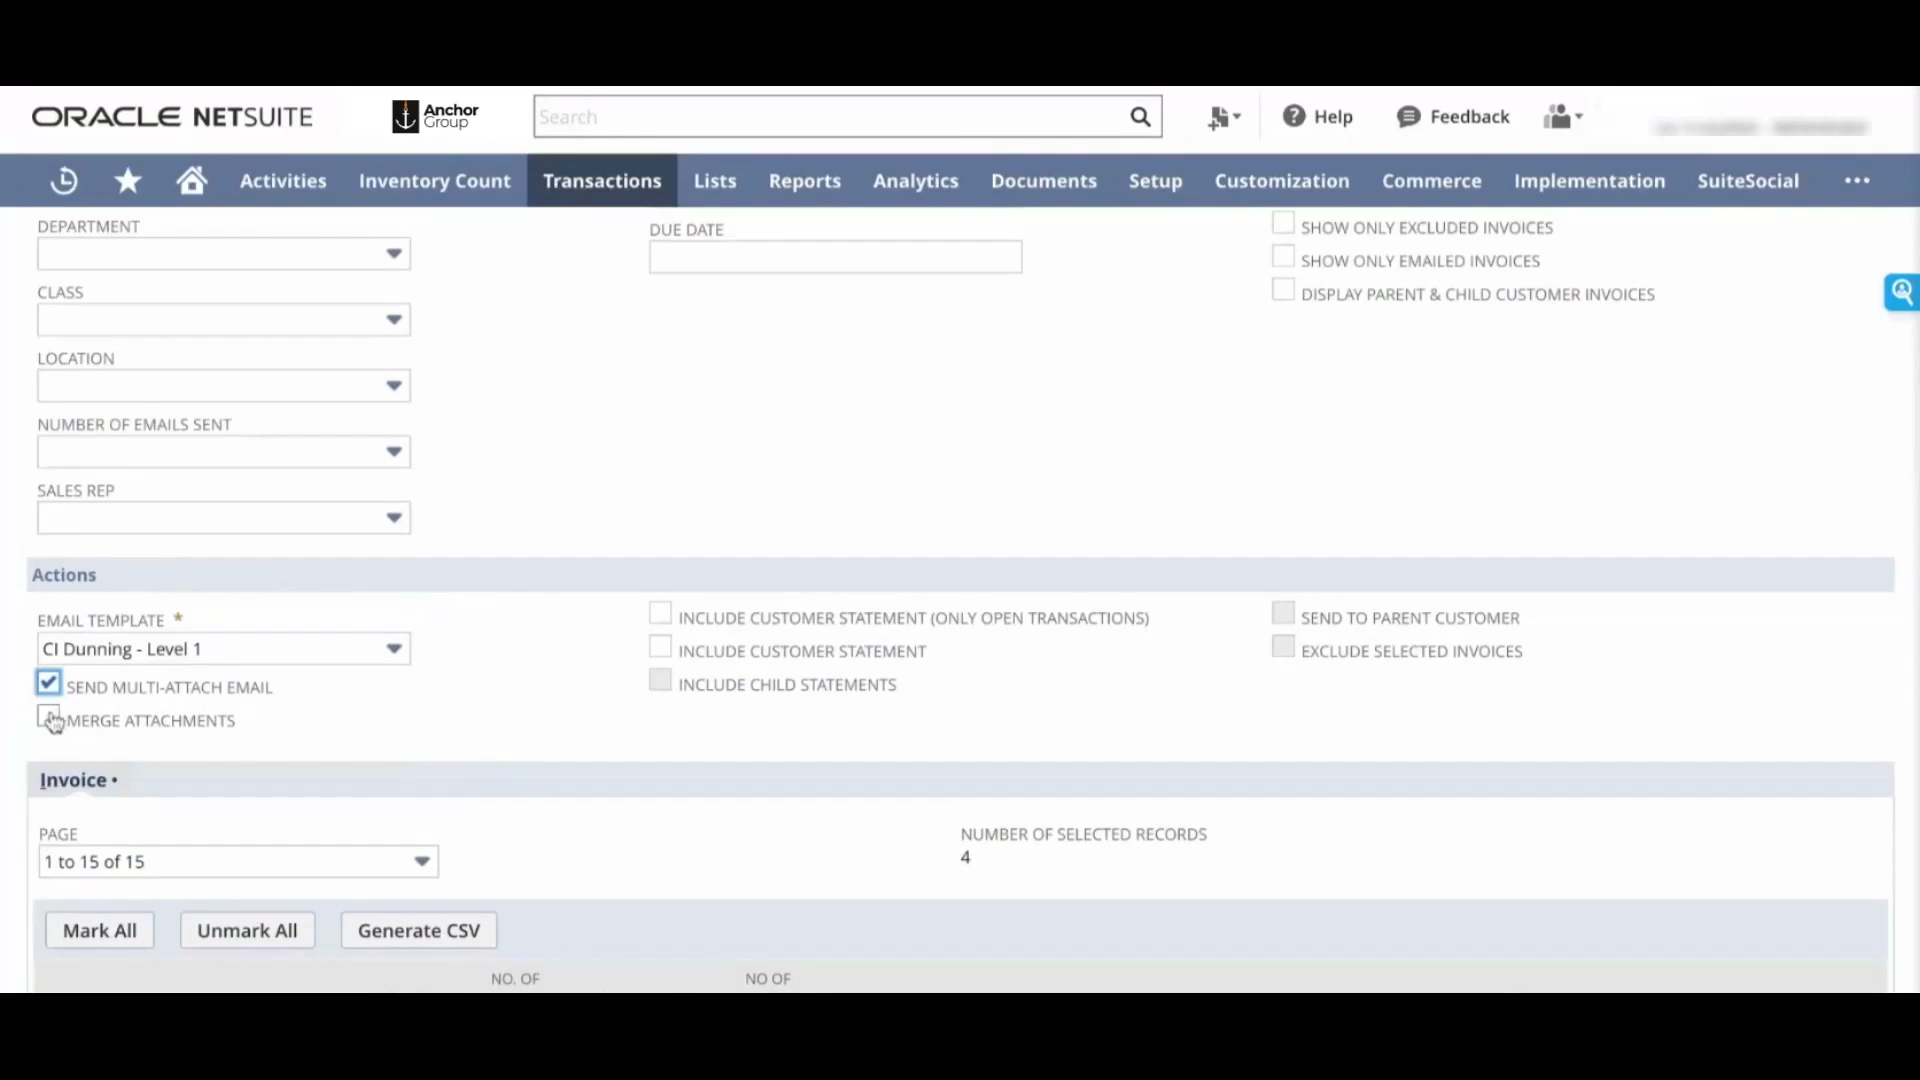 ORACLE NETSUITE
Anchor
Group
Search
Help
Feedback
Activities
Inventory Count
Transactions
Lists
Reports
Analytics
Documents
Setup
Customization
Commerce
Implementation
SuiteSocial
DEPARTMENT
DUE DATE
SHOW ONLY EXCLUDED INVOICES
SHOW ONLY EMAILED INVOICES
DISPLAY PARENT & CHILD CUSTOMER INVOICES
CLASS
LOCATION
NUMBER OF EMAILS SENT
SALES REP
Actions
EMAIL TEMPLATE *
CI Dunning - Level 1
SEND MULTI-ATTACH EMAIL
MERGE ATTACHMENTS
INCLUDE CUSTOMER STATEMENT (ONLY OPEN TRANSACTIONS)
INCLUDE CUSTOMER STATEMENT
INCLUDE CHILD STATEMENTS
SEND TO PARENT CUSTOMER
EXCLUDE SELECTED INVOICES
Invoice •
PAGE
1 to 15 of 15
NUMBER OF SELECTED RECORDS
4
Mark All
Unmark All
Generate CSV
NO. OF
NO OF